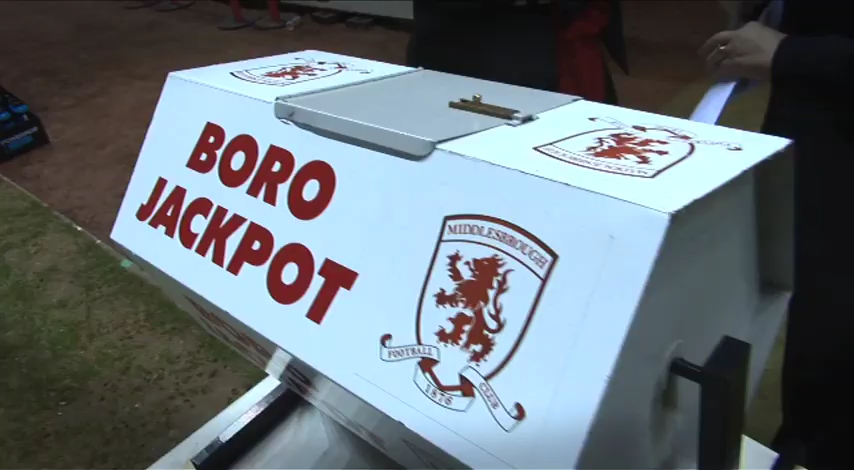 BORO
JACKPOT
MIDDLESBROUGH
FOOTBALL
CLUB
1876